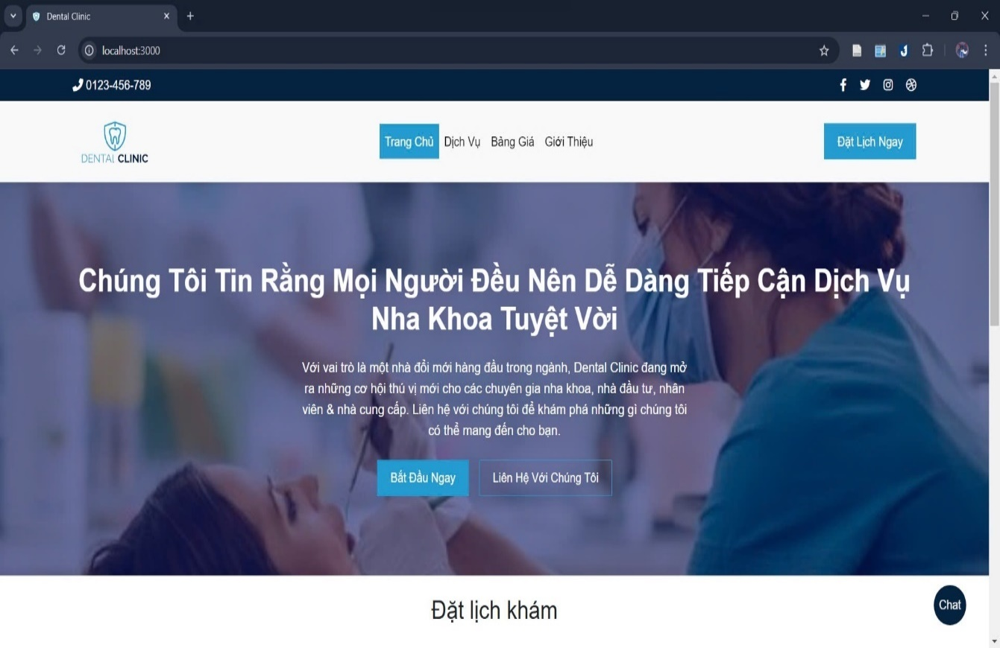 Dental Clinic
localhost:3000
0123-456-789
DENTAL CLINIC
Trang Chủ Dịch Vụ Bảng Giá Giới Thiệu
Đặt Lịch Ngay
Chúng Tôi Tin Rằng Mọi Người Đều Nên Dễ Dàng Tiếp Cận Dịch Vụ
Nha Khoa Tuyệt Vời
Với vai trò là một nhà đổi mới hàng đầu trong ngành, Dental Clinic đang mở
ra những cơ hội thú vị mới cho các chuyên gia nha khoa, nhà đầu tư, nhân
viên & nhà cung cấp. Liên hệ với chúng tôi để khám phá những gì chúng tôi
có thể mang đến cho bạn.
Bắt Đầu Ngay
Liên Hệ Với Chúng Tôi
Đặt lịch khám
Chat